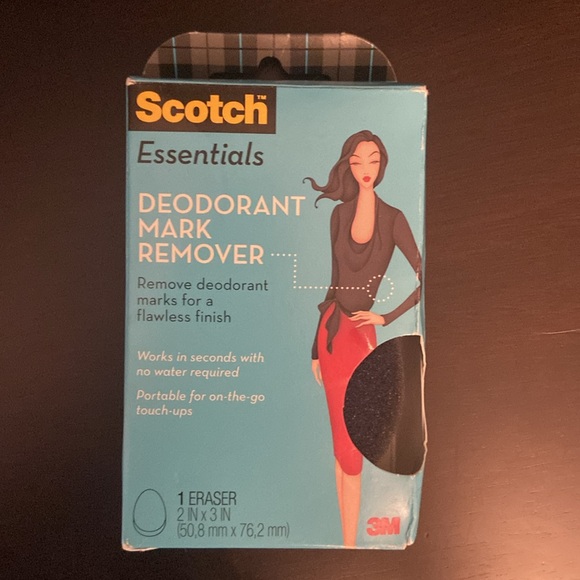 Scotch™
Essentials
DEODORANT
MARK
REMOVER
Remove deodorant
marks for a
flawless finish
Works in seconds with
no water required
Portable for on-the-go
touch-ups
1 ERASER
2 IN x 3 IN
(50,8 mm x 76,2 mm)
3M